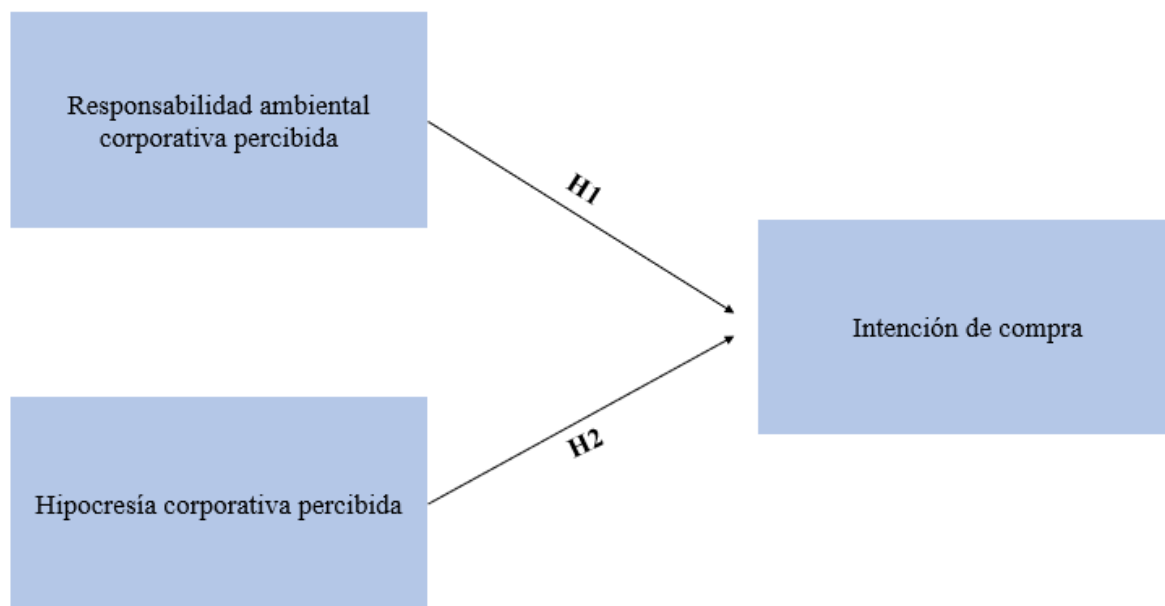 Responsabilidad ambiental
corporativa percibida
H1
Intención de compra
H2
Hipocresía corporativa percibida